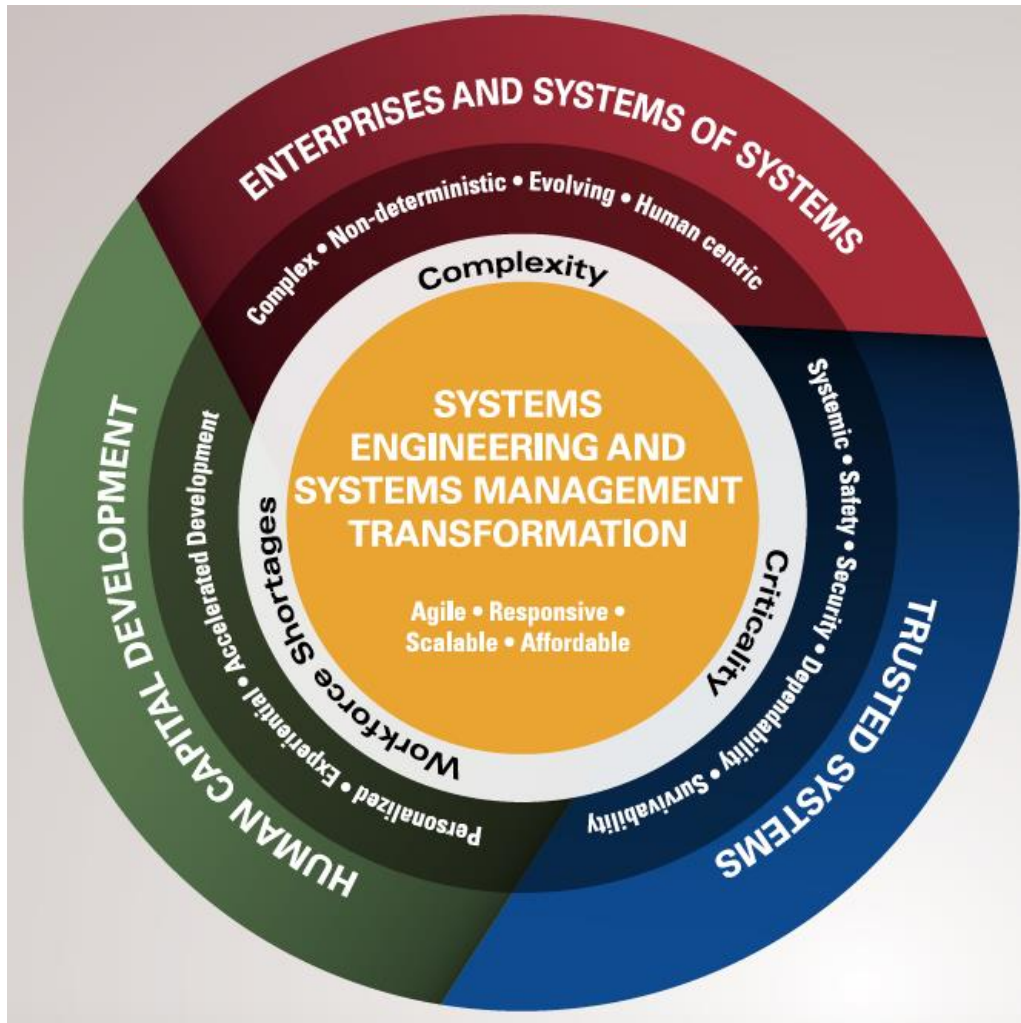 ENTERPRISES AND SYSTEMS OF SYSTEMS
Complex • Non-deterministic • Evolving • Human centric
Complexity
SYSTEMS
ENGINEERING AND
SYSTEMS MANAGEMENT
TRANSFORMATION
Agile • Responsive •
Scalable • Affordable
Criticality
Systemic • Safety • Security • Dependability • Survivability
TRUSTED SYSTEMS
Workforce Shortages
Personalized • Experiential • Accelerated Development
HUMAN CAPITAL DEVELOPMENT